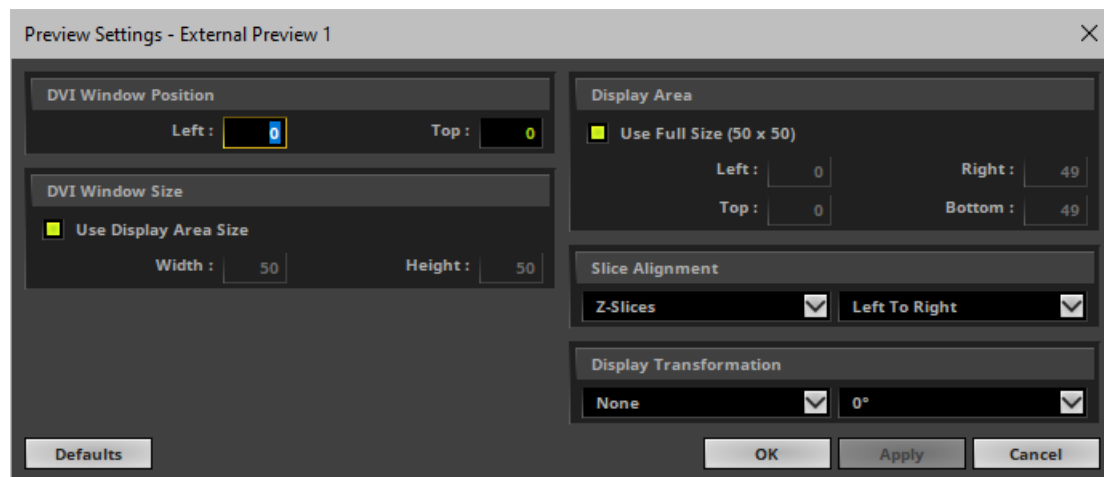 Preview Settings - External Preview 1
DVI Window Position
Left : 0 Top : 0
DVI Window Size
Use Display Area Size
Width : 50 Height : 50
Display Area
Use Full Size (50 x 50)
Left : 0 Right : 49
Top : 0 Bottom : 49
Slice Alignment
Z-Slices Left To Right
Display Transformation
None 0°
Defaults OK Apply Cancel